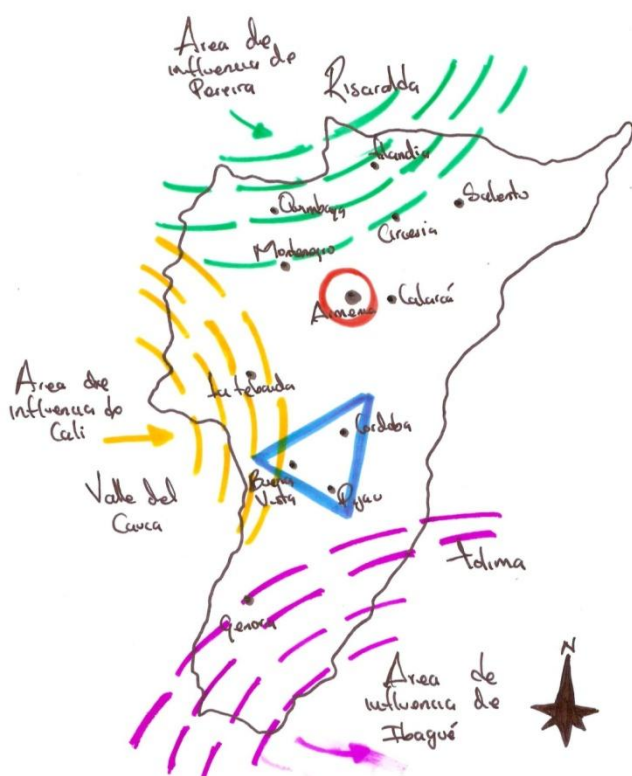 Area de
influencia de
Pereira
Risaralda
Filandia
Salento
Quimbaya
Circasia
Montenegro
Calarcá
Armenia
Area de
influencia de
Cali
La tebaida
Cordoba
Buena
Vista
Pijao
Valle del
Cauca
Tolima
Genova
N
Area de
influencia de
Ibagué